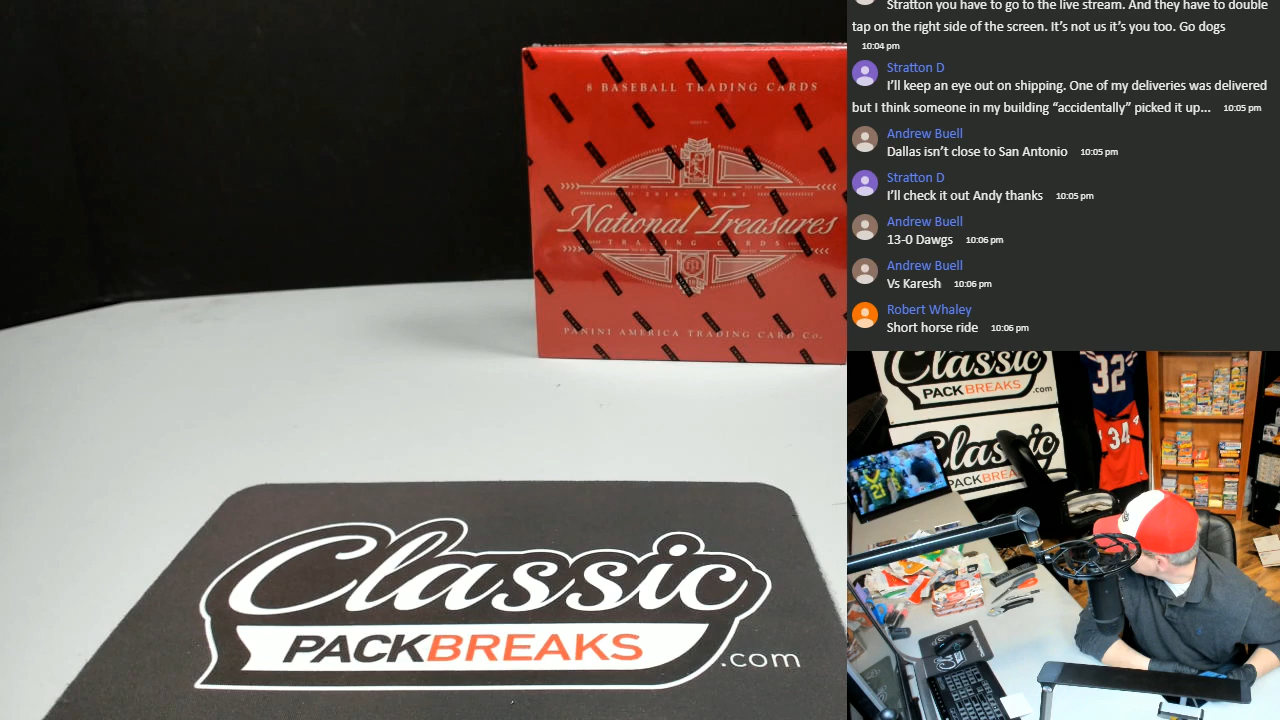 Stratton you have to go to the live stream. And they have to double
tap on the right side of the screen. It's not us it's you too. Go dogs
10:04 pm
Stratton D
I'll keep an eye out on shipping. One of my deliveries was delivered
but I think someone in my building “accidentally” picked it up... 10:05 pm
Andrew Buell
Dallas isn't close to San Antonio 10:05 pm
Stratton D
I'll check it out Andy thanks 10:05 pm
Andrew Buell
13-0 Dawgs 10:06 pm
Andrew Buell
Vs Karesh 10:06 pm
Robert Whaley
Short horse ride 10:06 pm
8 BASEBALL TRADING CARDS
2018 PANINI
National Treasures
TRADING CARDS
PANINI AMERICA TRADING CARD Co.
Classic
PACKBREAKS
.com
Classic
PACKBREAKS
.com
Classic
PACKBREA
32
34
21